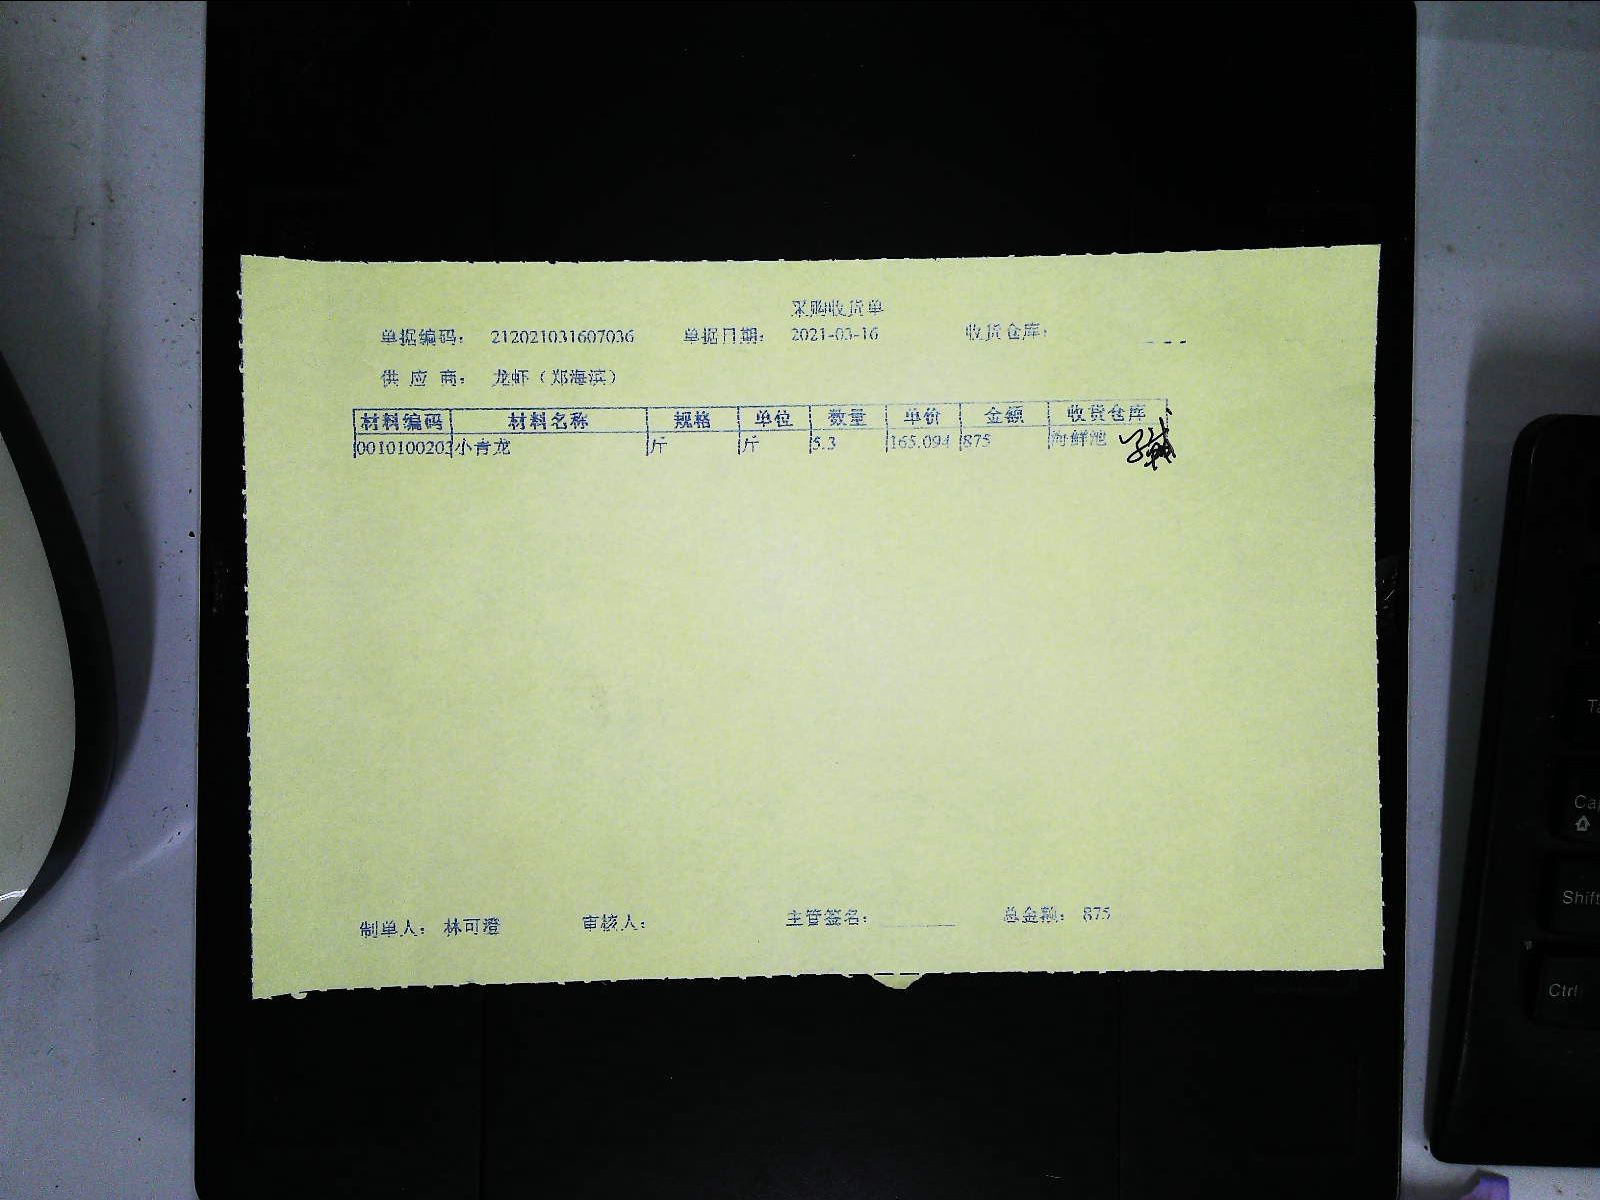 采购收货单
单据编码： 212021031607036 单据日期： 2021-03-16 收货仓库：
供 应 商： 龙虾（郑海滨）
材料编码 材料名称 规格 单位 数量 单价 金额 收货仓库
0010100203 小青龙 斤 斤 5.3 165.094 875 海鲜池
制单人： 林可澄 审核人： 主管签名： 总金额： 875
Shift
Ctrl